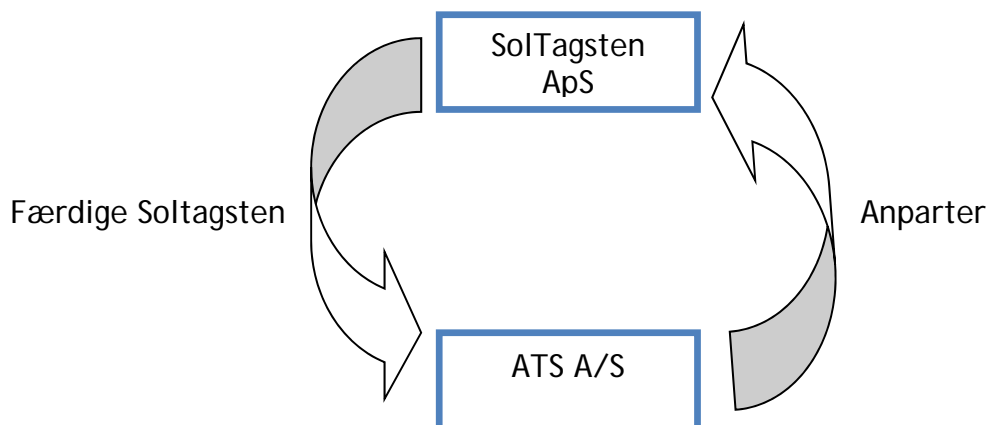 SolTagsten
ApS
Færdige Soltagsten
Anparter
ATS A/S